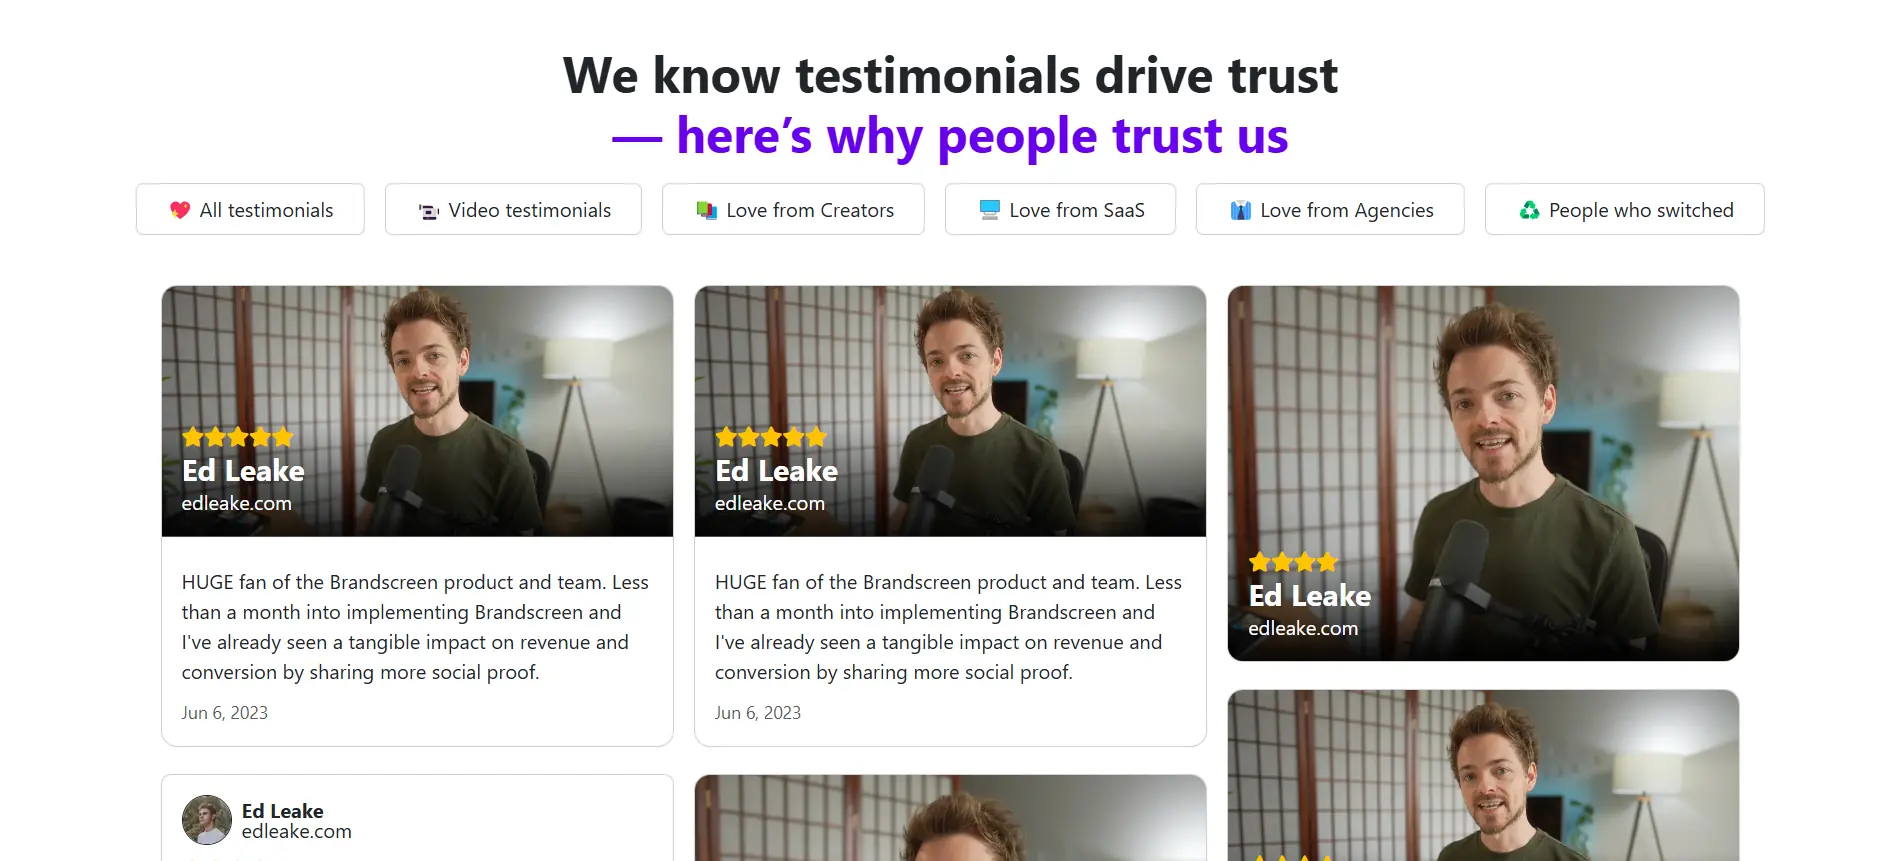 We know testimonials drive trust
— here’s why people trust us
All testimonials
Video testimonials
Love from Creators
Love from SaaS
Love from Agencies
People who switched
Ed Leake
edleake.com
HUGE fan of the Brandscreen product and team. Less
than a month into implementing Brandscreen and
I've already seen a tangible impact on revenue and
conversion by sharing more social proof.
Jun 6, 2023
Ed Leake
edleake.com
HUGE fan of the Brandscreen product and team. Less
than a month into implementing Brandscreen and
I've already seen a tangible impact on revenue and
conversion by sharing more social proof.
Jun 6, 2023
Ed Leake
edleake.com
Ed Leake
edleake.com